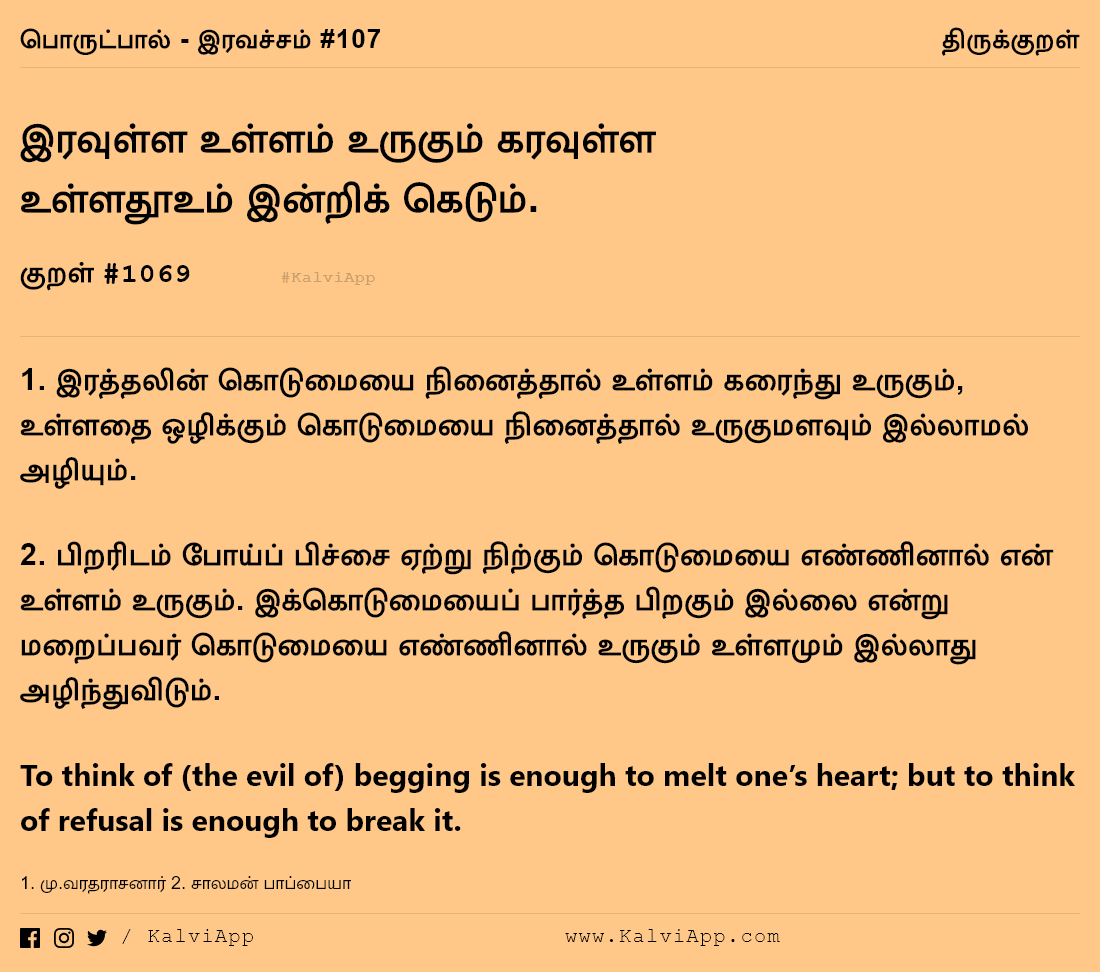 பொருட்பால் - இரவச்சம் #107
திருக்குறள்
இரவுள்ள உள்ளம் உருகும் கரவுள்ள
உள்ளதூஉம் இன்றிக் கெடும்.
குறள் #1069
#KalviApp
1. இரத்தலின் கொடுமையை நினைத்தால் உள்ளம் கரைந்து உருகும்,
உள்ளதை ஒழிக்கும் கொடுமையை நினைத்தால் உருகுமளவும் இல்லாமல்
அழியும்.
2. பிறரிடம் போய்ப் பிச்சை ஏற்று நிற்கும் கொடுமையை எண்ணினால் என்
உள்ளம் உருகும். இக்கொடுமையைப் பார்த்த பிறகும் இல்லை என்று
மறைப்பவர் கொடுமையை எண்ணினால் உருகும் உள்ளமும் இல்லாது
அழிந்துவிடும்.
To think of (the evil of) begging is enough to melt one’s heart; but to think
of refusal is enough to break it.
1. மு.வரதராசனார் 2. சாலமன் பாப்பையா
/ KalviApp
www.KalviApp.com